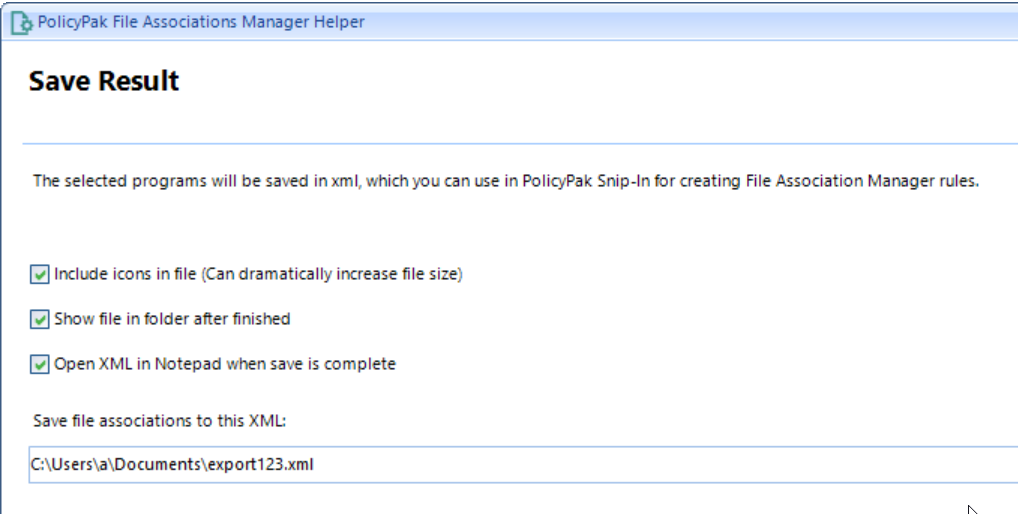 PolicyPak File Associations Manager Helper
Save Result
The selected programs will be saved in xml, which you can use in PolicyPak Snip-In for creating File Association Manager rules.
Include icons in file (Can dramatically increase file size)
Show file in folder after finished
Open XML in Notepad when save is complete
Save file associations to this XML:
C:\Users\a\Documents\export123.xml